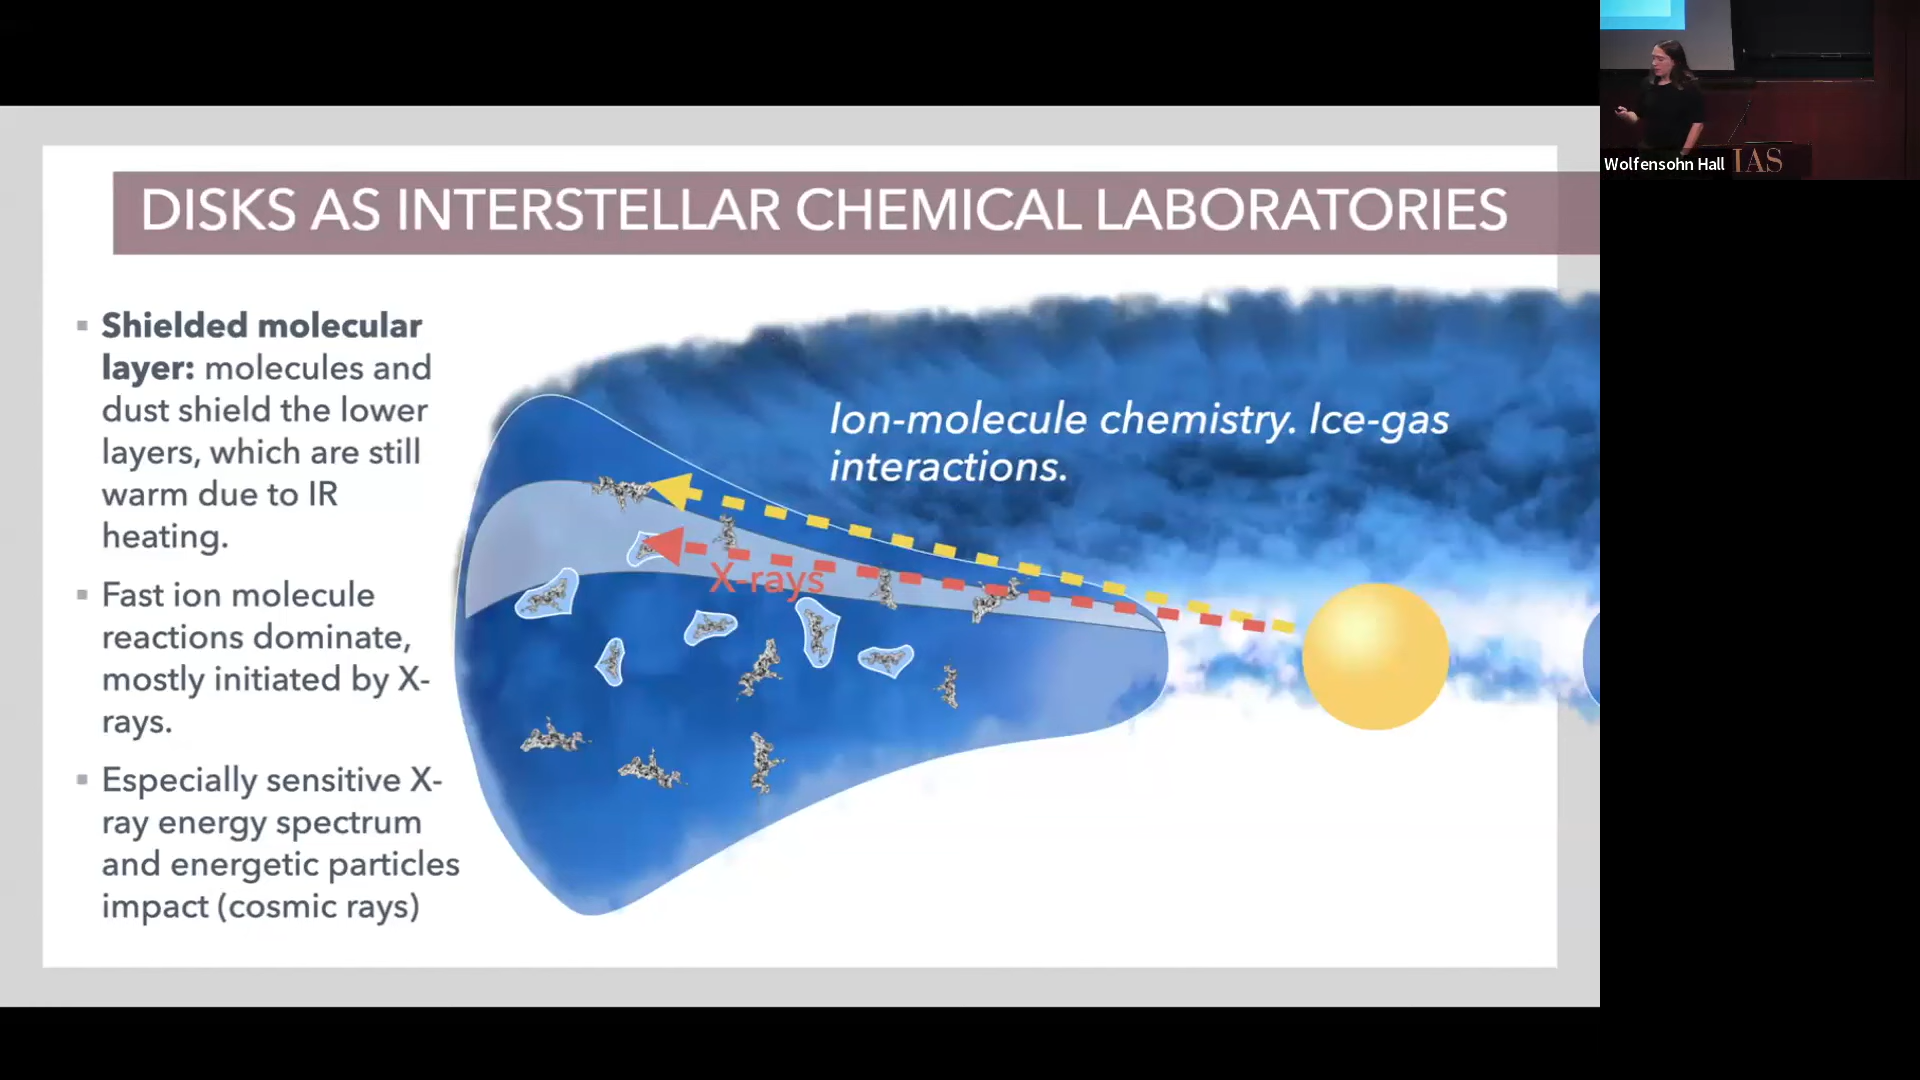 DISKS AS INTERSTELLAR CHEMICAL LABORATORIES
Shielded molecular
layer: molecules and
dust shield the lower
layers, which are still
warm due to IR
heating.
Fast ion molecule
reactions dominate,
mostly initiated by X-
rays.
Especially sensitive X-
ray energy spectrum
and energetic particles
impact (cosmic rays)
Ion-molecule chemistry. Ice-gas
interactions.
X-rays
Wolfensohn Hall
IAS